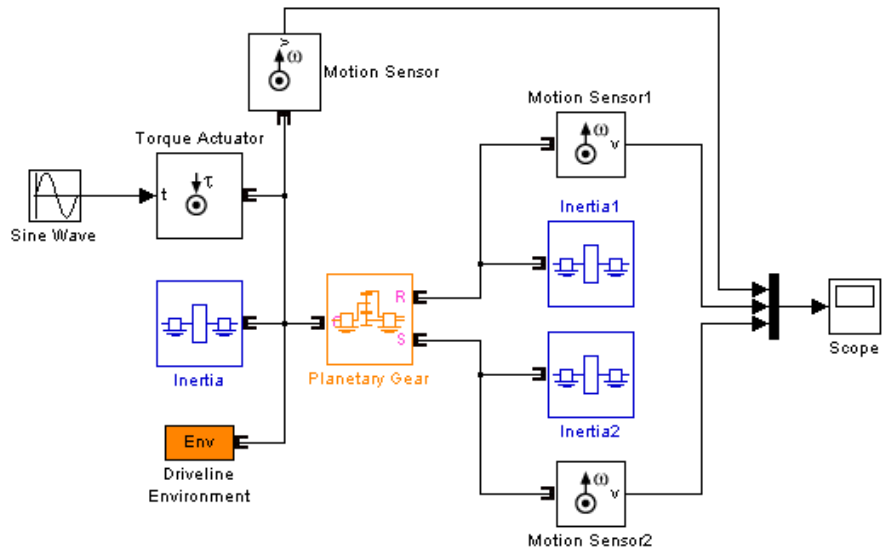 v
ω
Motion Sensor
Motion Sensor1
Torque Actuator
ω
v
t
τ
Sine Wave
Inertia1
R
C
S
Inertia
Planetary Gear
Scope
Inertia2
Env
Driveline
Environment
ω
v
Motion Sensor2